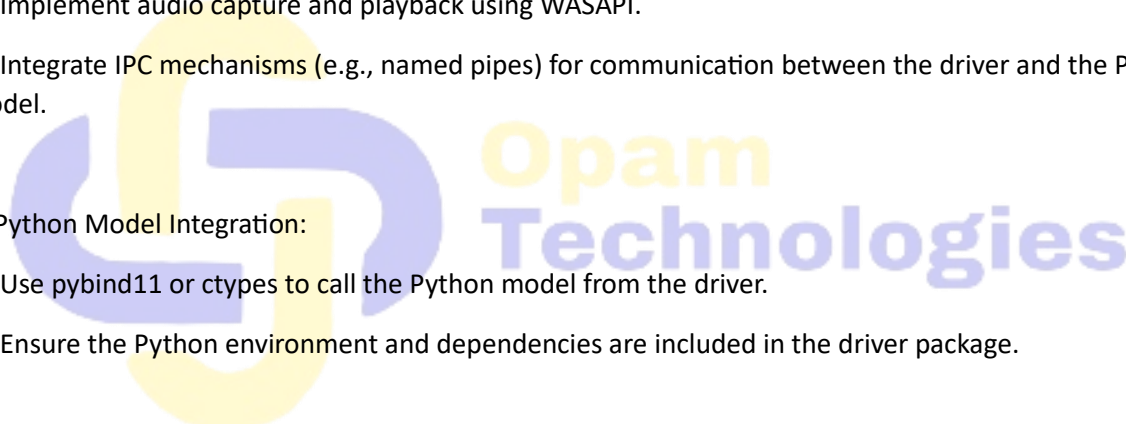 Implement audio capture and playback using WASAPI.
Integrate IPC mechanisms (e.g., named pipes) for communication between the driver and the P
del.
Opam
Technologies
Python Model Integration:
Use pybind11 or ctypes to call the Python model from the driver.
Ensure the Python environment and dependencies are included in the driver package.